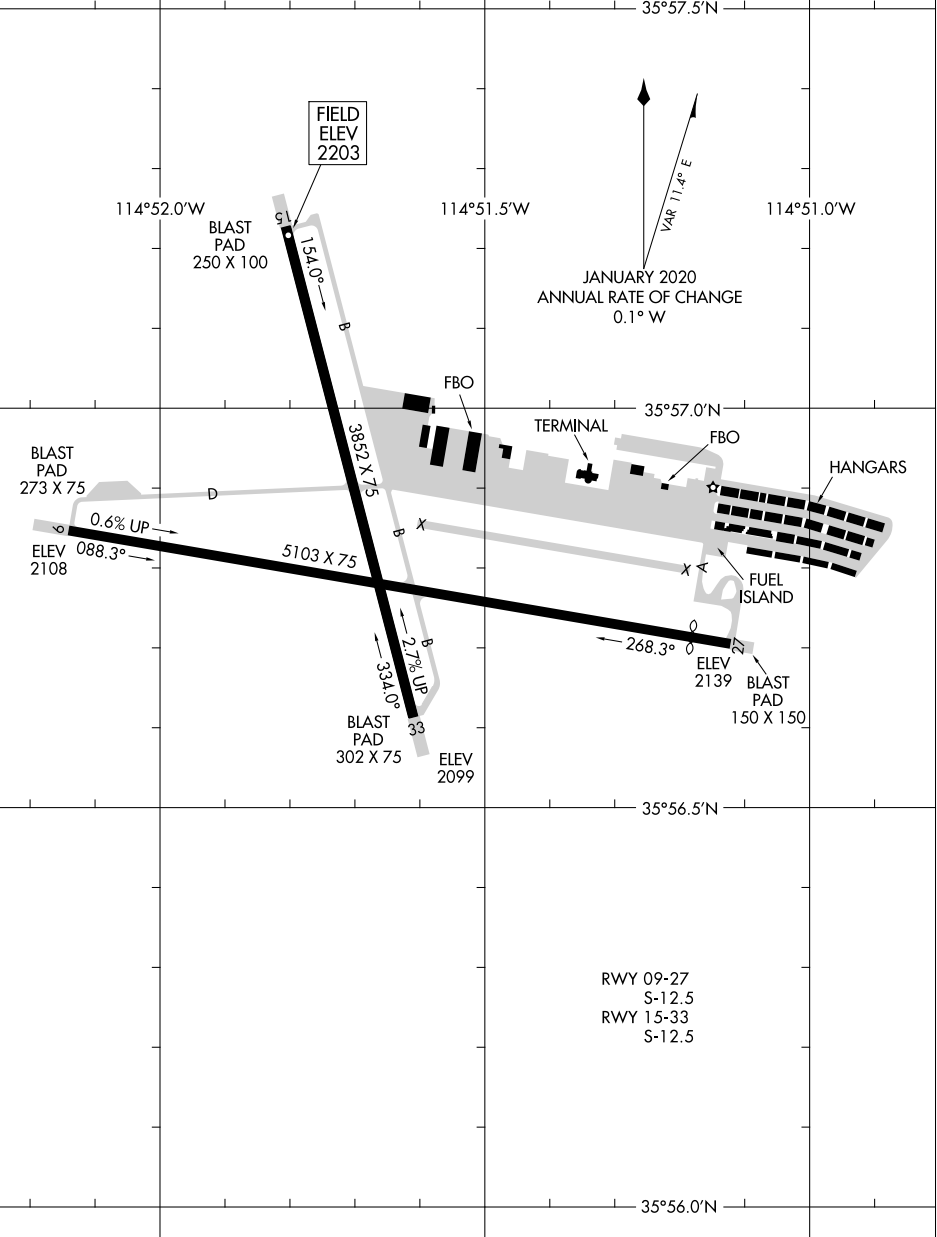 35°57.5'N
FIELD
ELEV
2203
VAR 11.4° E
114°52.0'W
114°51.5'W
114°51.0'W
15
BLAST
PAD
250 X 100
154.0°
JANUARY 2020
ANNUAL RATE OF CHANGE
0.1° W
B
FBO
35°57.0'N
TERMINAL
FBO
3852 X 75
HANGARS
BLAST
PAD
273 X 75
D
9
0.6% UP
088.3°
ELEV
2108
5103 X 75
X
B
X
A
FUEL
ISLAND
268.3°
27
ELEV
2139
BLAST
PAD
150 X 150
B
2.7% UP
334.0°
33
BLAST
PAD
302 X 75
ELEV
2099
35°56.5'N
RWY 09-27
S-12.5
RWY 15-33
S-12.5
35°56.0'N